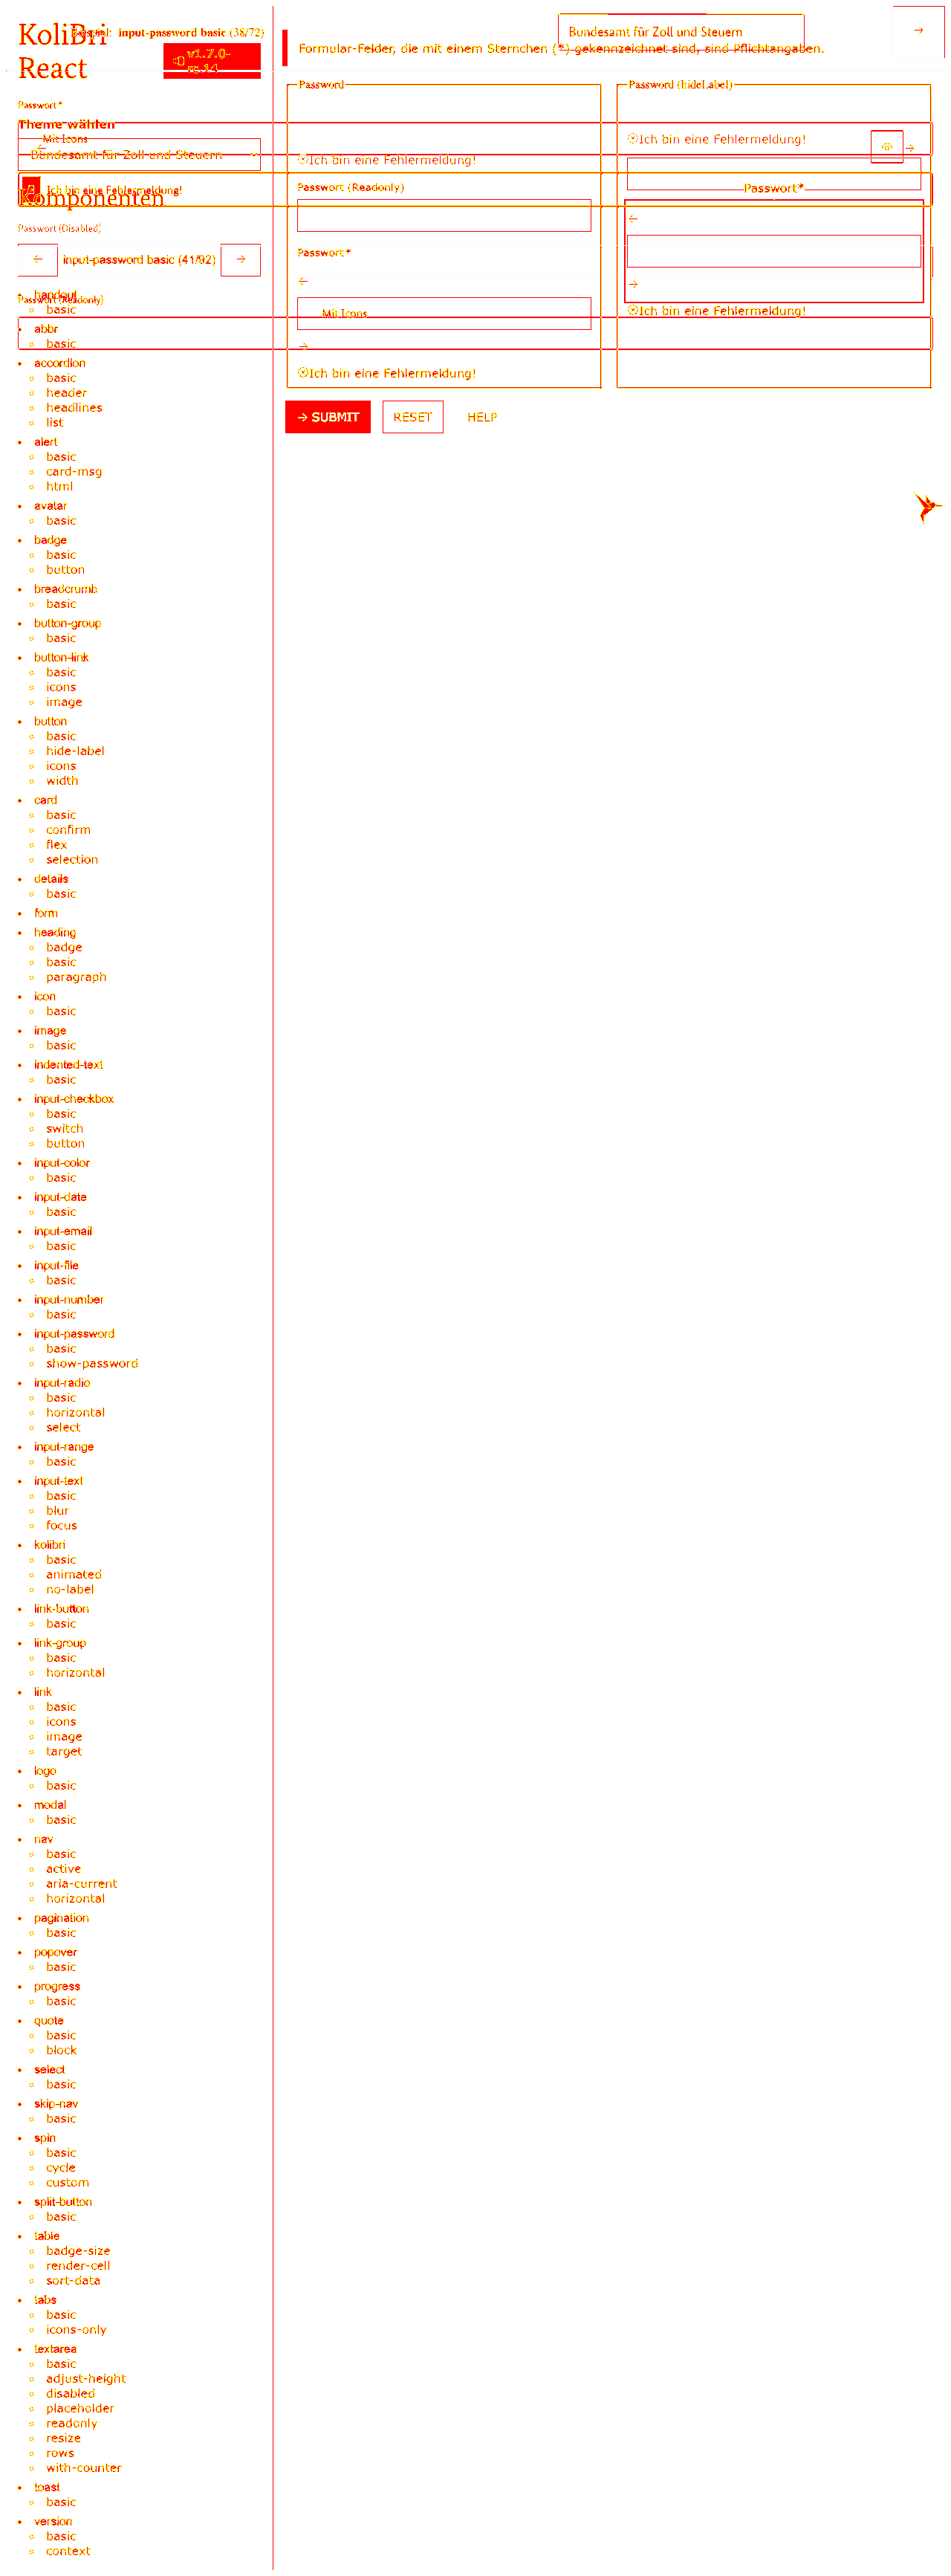 KoliBri
React
input-password basic (38/72)
v1.7.0-
Passwort*
Theme wählen
Mit Icons
Bundesamt für Zoll und Steuern
Ich bin eine Fehlermeldung!
Komponenten
Passwort (Disabled)
← input-password basic (41/92) →
Passwort (Readonly)
handout
basic
abbr
basic
accordion
basic
header
headlines
list
alert
basic
card-msg
html
avatar
basic
badge
basic
button
breadcrumb
basic
button-group
basic
button-link
basic
icons
image
button
basic
hide-label
icons
width
card
basic
confirm
flex
selection
details
basic
form
heading
badge
basic
paragraph
icon
basic
image
basic
indented-text
basic
input-checkbox
basic
switch
button
input-color
basic
input-date
basic
input-email
basic
input-file
basic
input-number
basic
input-password
basic
show-password
input-radio
basic
horizontal
select
input-range
basic
input-text
basic
blur
focus
kolibri
basic
animated
no-label
link-button
basic
link-group
basic
horizontal
link
basic
icons
image
target
logo
basic
modal
basic
nav
basic
active
aria-current
horizontal
pagination
basic
popover
basic
progress
basic
quote
basic
block
select
basic
skip-nav
basic
spin
basic
cycle
custom
split-button
basic
table
badge-size
render-cell
sort-data
tabs
basic
icons-only
textarea
basic
adjust-height
disabled
placeholder
readonly
resize
rows
with-counter
toast
basic
version
basic
context
Bundesamt für Zoll und Steuern
Formular-Felder, die mit einem Sternchen (*) gekennzeichnet sind, sind Pflichtangaben.
Password
Ich bin eine Fehlermeldung!
Passwort (Readonly)
Passwort*
Mit Icons
Ich bin eine Fehlermeldung!
Password (hideLabel)
Ich bin eine Fehlermeldung!
Passwort*
Ich bin eine Fehlermeldung!
→ SUBMIT RESET HELP